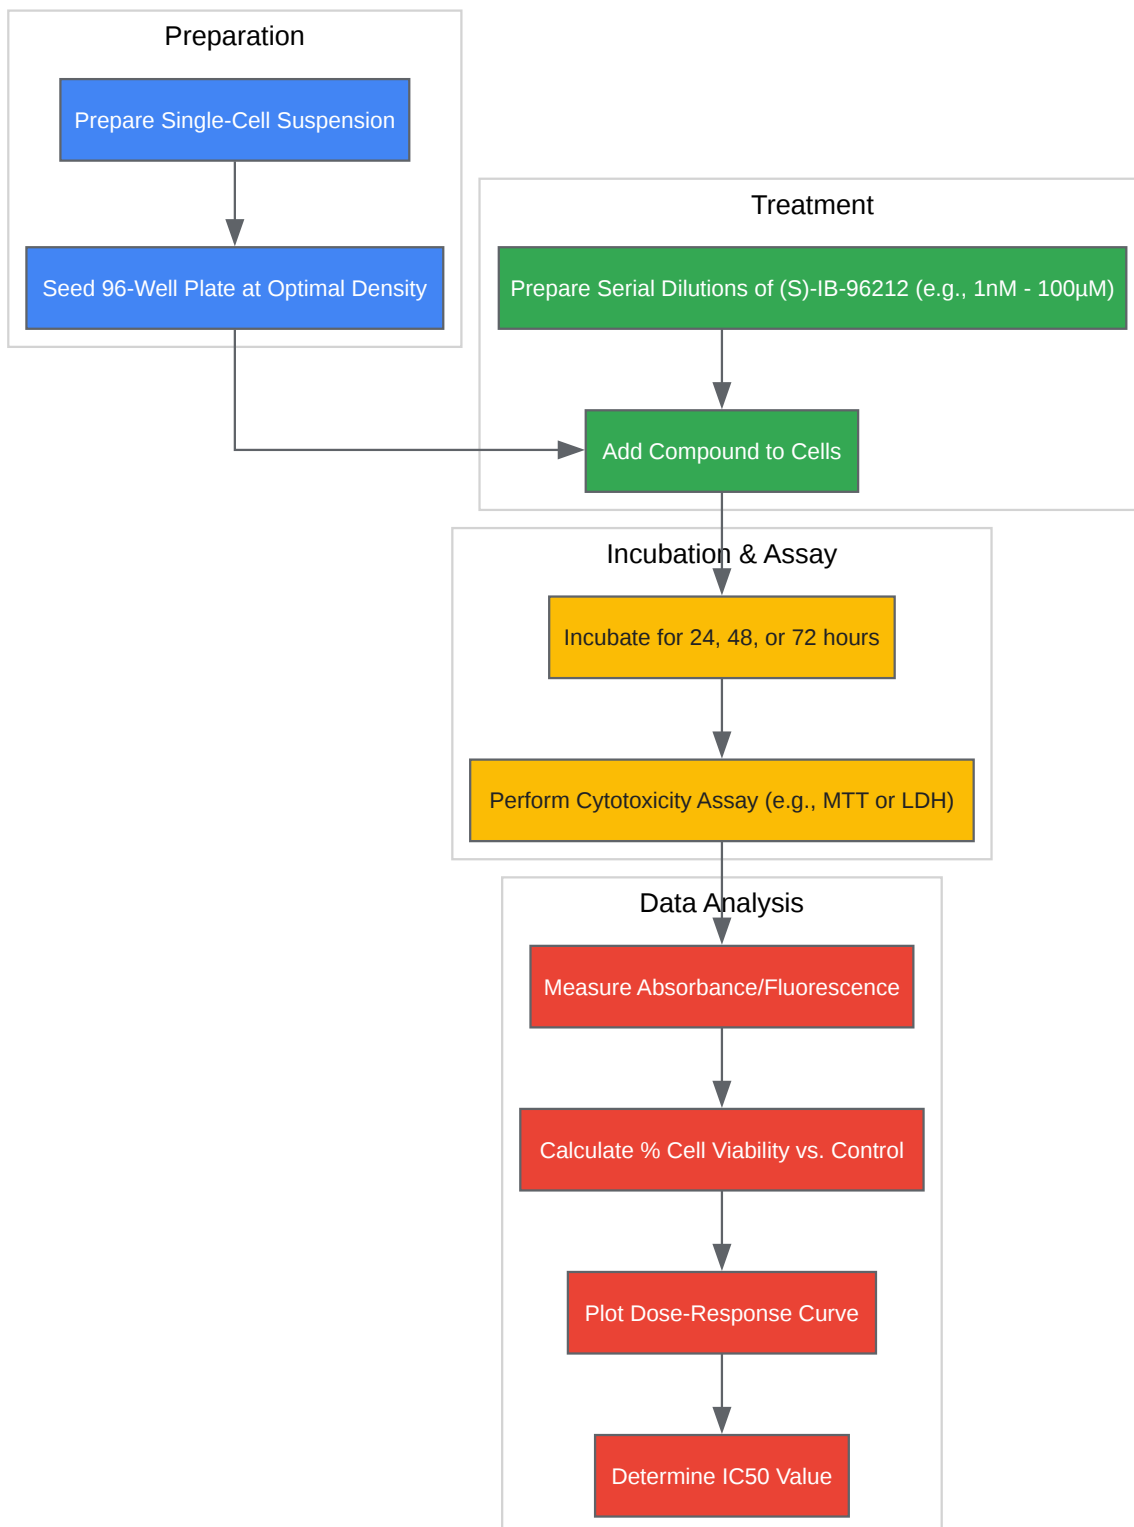 Preparation
Prepare Single-Cell Suspension
Seed 96-Well Plate at Optimal Density
Treatment
Prepare Serial Dilutions of (S)-IB-96212 (e.g., 1nM - 100µM)
Add Compound to Cells
Incubation & Assay
Incubate for 24, 48, or 72 hours
Perform Cytotoxicity Assay (e.g., MTT or LDH)
Data Analysis
Measure Absorbance/Fluorescence
Calculate % Cell Viability vs. Control
Plot Dose-Response Curve
Determine IC50 Value